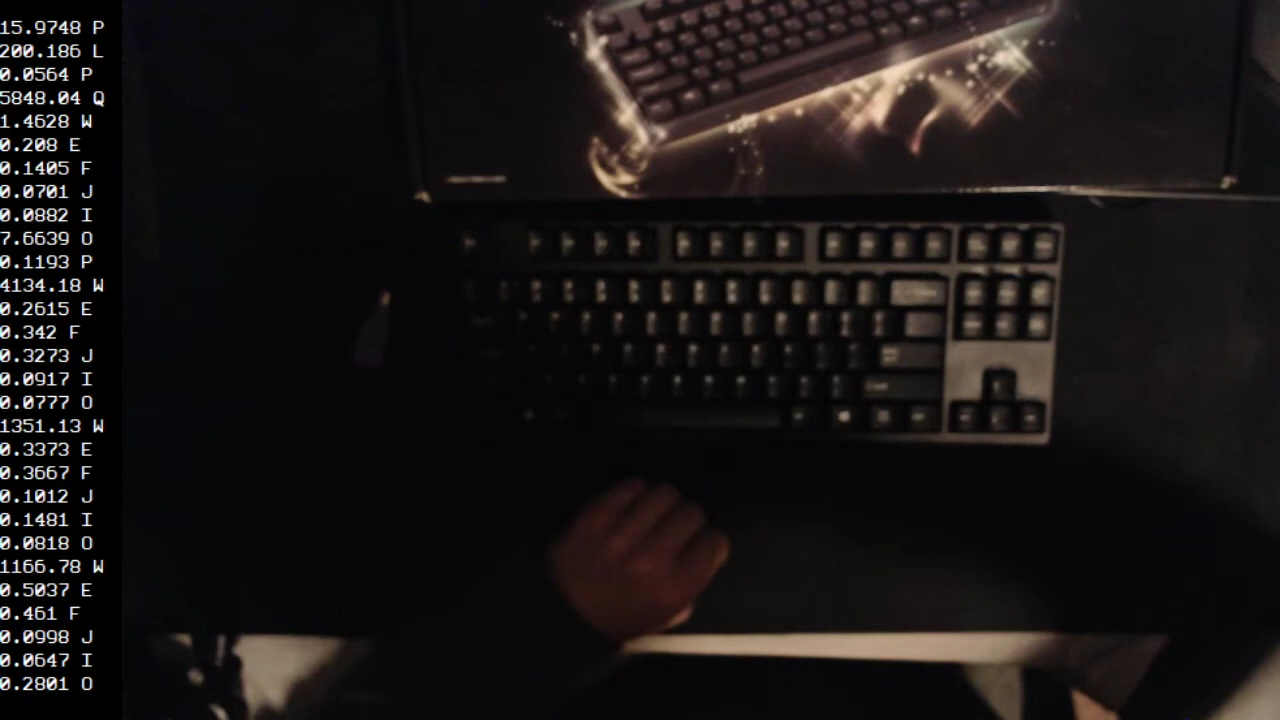 15.9748 P
200.186 L
0.0564 P
5848.04 Q
1.4628 W
0.208 E
0.1405 F
0.0701 J
0.0882 I
7.6639 O
0.1193 P
4134.18 W
0.2615 E
0.342 F
0.3273 J
0.0917 I
0.0777 O
1351.13 W
0.3373 E
0.3667 F
0.1012 J
0.1481 I
0.0818 O
1166.78 W
0.5037 E
0.461 F
0.0998 J
0.0647 I
0.2801 O